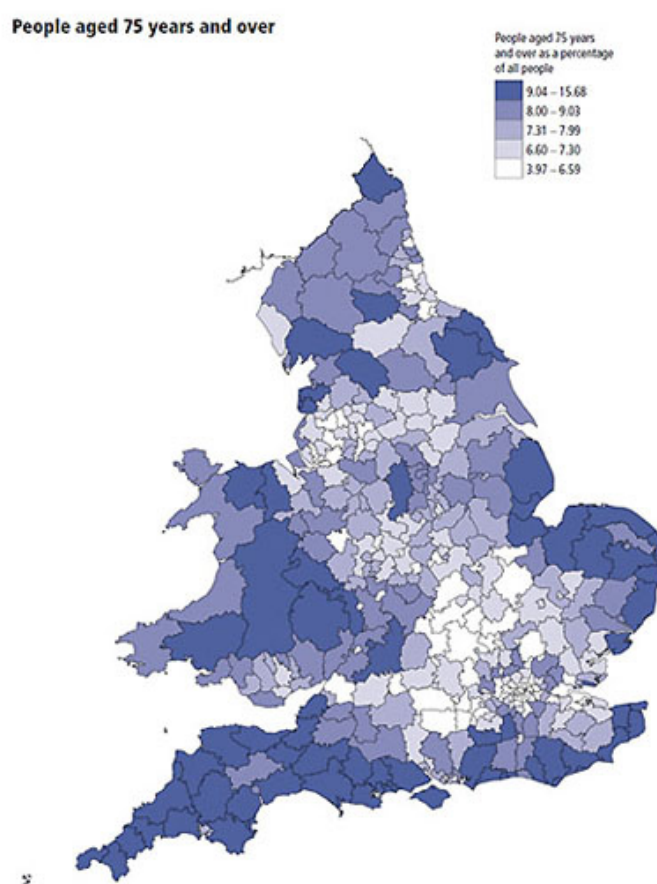 People aged 75 years and over
People aged 75 years
and over as a percentage
of all people
9.04 – 15.68
8.00 – 9.03
7.31 – 7.99
6.60 – 7.30
3.97 – 6.59